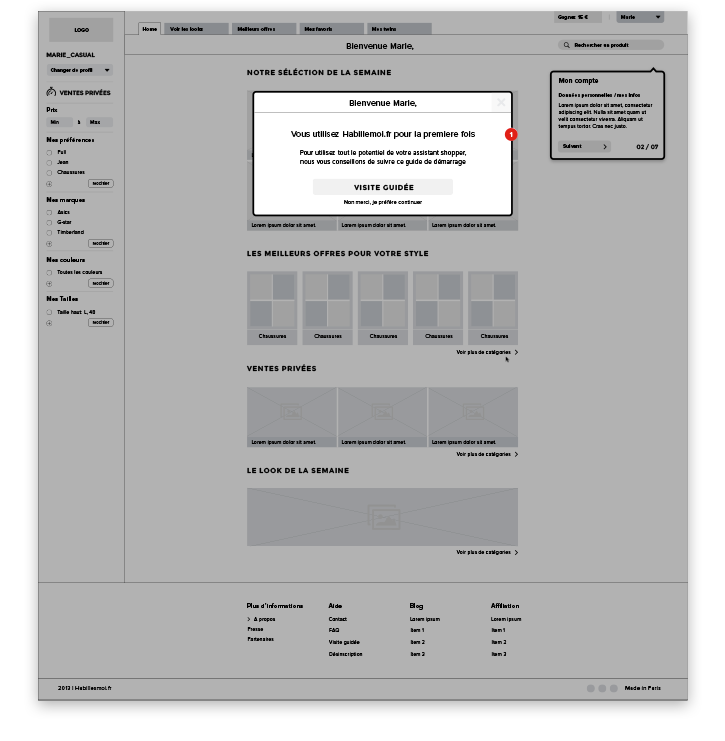 LOGO
Gagnez 15 €
Marie
Home
Voir les looks
Meilleurs offres
Mes favoris
Mes twins
Bienvenue Marie,
Rechercher un produit
MARIE_CASUAL
Changer de profil
VENTES PRIVÉES
Prix
Min à Max
Mes préférences
Pull
Jean
Chaussures
Modifier
Mes marques
Asics
G-star
Timberland
Modifier
Mes couleurs
Toutes les couleurs
Modifier
Mes Tailles
Taille haut: L, 48
Modifier
NOTRE SÉLÉCTION DE LA SEMAINE
Bienvenue Marie,
Vous utilisez Habillemoi.fr pour la premiere fois
1
Pour utilisez tout le potentiel de votre assistant shopper,
nous vous conseillons de suivre ce guide de démarrage
VISITE GUIDÉE
Non merci, je préfère continuer
Mon compte
Données personnelles / mes infos
Lorem ipsum dolor sit amet, consectetur
adipiscing elit. Nulla sit amet quam ut
velit consectetur viverra. Aliquam ut
tempus tortor. Cras nec justo.
Suivant
02 / 07
Lorem ipsum dolor sit amet.
Lorem ipsum dolor sit amet.
Lorem ipsum dolor sit amet.
LES MEILLEURS OFFRES POUR VOTRE STYLE
Chaussures
Chaussures
Chaussures
Chaussures
Chaussures
Voir plus de catégories
VENTES PRIVÉES
Lorem ipsum dolor sit amet.
Lorem ipsum dolor sit amet.
Lorem ipsum dolor sit amet.
Voir plus de catégories
LE LOOK DE LA SEMAINE
Voir plus de catégories
Plus d'informations
À propos
Presse
Partenaires
Aide
Contact
FAQ
Visite guidée
Désinscription
Blog
Lorem ipsum
Item 1
Item 2
Item 3
Affiliation
Lorem ipsum
Item 1
Item 2
Item 3
2013 | Habillesmoi.fr
Made in Paris